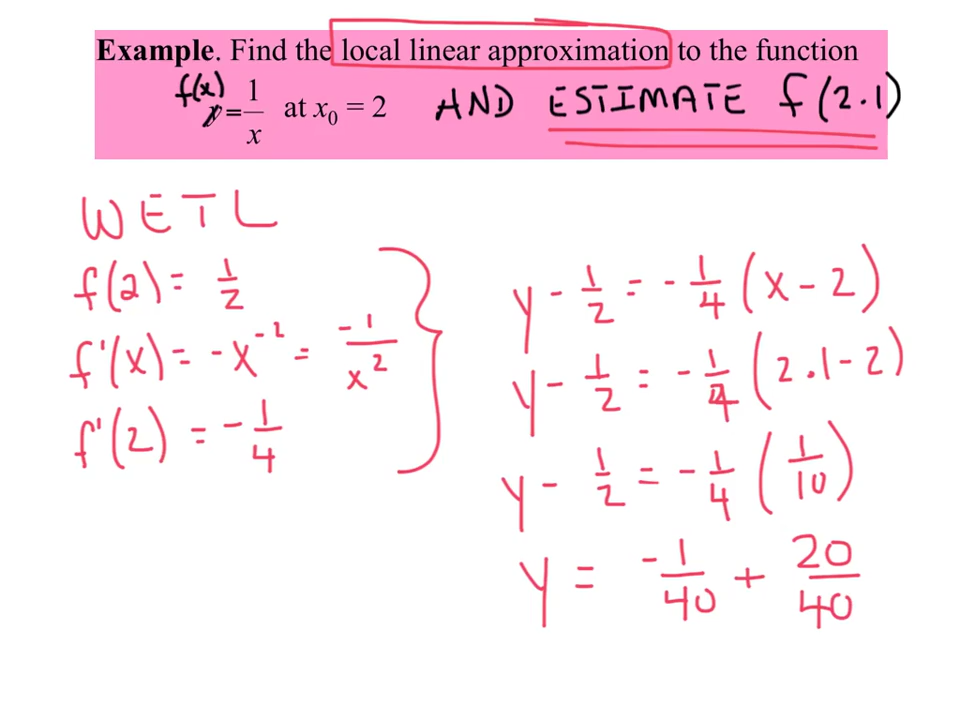 Example. Find the local linear approximation to the function
f(x)
y = 1/x at x₀ = 2 AND ESTIMATE f(2.1)
WETL
f(2) = 1/2
f'(x) = -x⁻² = -1/x²
f'(2) = -1/4
y - 1/2 = -1/4 (x - 2)
y - 1/2 = -1/4 (2.1 - 2)
y - 1/2 = -1/4 (1/10)
y = -1/40 + 20/40